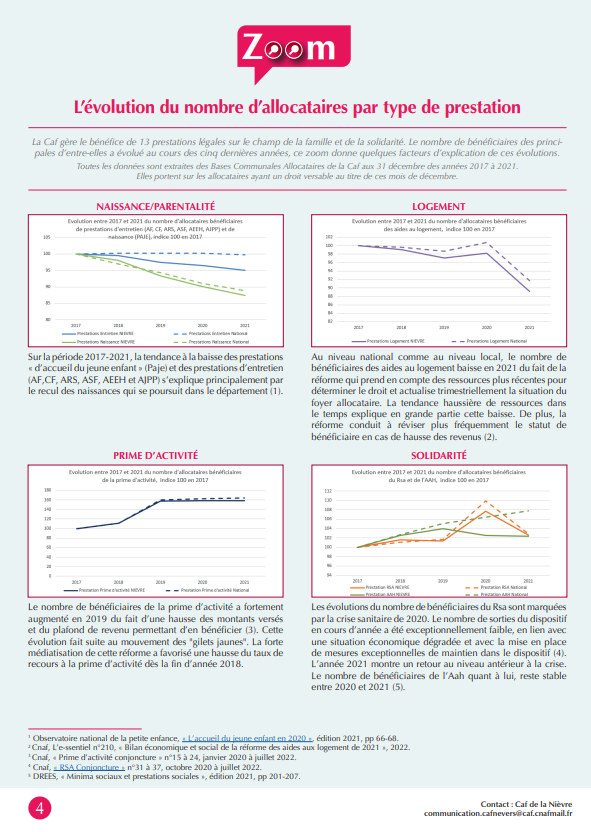 Zoom
L'évolution du nombre d'allocataires par type de prestation
La Caf gère le bénéfice de 13 prestations légales sur le champ de la famille et de la solidarité. Le nombre de bénéficiaires des princi-
pales d'entre-elles a évolué au cours des cinq dernières années, ce zoom donne quelques facteurs d'explication de ces évolutions.
Toutes les données sont extraites des Bases Communales Allocataires de la Caf aux 31 décembre des années 2017 à 2021.
Elles portent sur les allocataires ayant un droit versable au titre de ces mois de décembre.
NAISSANCE/PARENTALITÉ
Evolution entre 2017 et 2021 du nombre d'allocataires bénéficiaires
de prestations d'entretien (AF, CF, ARS, ASF, AEEH, AJPP) et de
naissance (PAJE), indice 100 en 2017
105
100
95
90
85
80
2017 2018 2019 2020 2021
Prestations Entretien NIEVRE Prestations Entretien National
Prestations Naissance NIEVRE Prestations Naissance National
Sur la période 2017-2021, la tendance à la baisse des prestations
« d'accueil du jeune enfant » (Paje) et des prestations d'entretien
(AF,CF, ARS, ASF, AEEH et AJPP) s'explique principalement par
le recul des naissances qui se poursuit dans le département (1).
LOGEMENT
Evolution entre 2017 et 2021 du nombre d'allocataires bénéficiaires
des aides au logement, indice 100 en 2017
102
100
98
96
94
92
90
88
86
84
82
2017 2018 2019 2020 2021
Prestations Logement NIEVRE Prestations Logement National
Au niveau national comme au niveau local, le nombre de
bénéficiaires des aides au logement baisse en 2021 du fait de la
réforme qui prend en compte des ressources plus récentes pour
déterminer le droit et actualise trimestriellement la situation du
foyer allocataire. La tendance haussière de ressources dans
le temps explique en grande partie cette baisse. De plus, la
réforme conduit à réviser plus fréquemment le statut de
bénéficiaire en cas de hausse des revenus (2).
PRIME D'ACTIVITÉ
Evolution entre 2017 et 2021 du nombre d'allocataires bénéficiaires
de la prime d'activité, indice 100 en 2017
180
160
140
120
100
80
60
40
20
0
2017 2018 2019 2020 2021
Prestation Prime d'activité NIEVRE Prestation Prime d'activité National
Le nombre de bénéficiaires de la prime d'activité a fortement
augmenté en 2019 du fait d'une hausse des montants versés
et du plafond de revenu permettant d'en bénéficier (3). Cette
évolution fait suite au mouvement des "gilets jaunes". La forte
médiatisation de cette réforme a favorisé une hausse du taux de
recours à la prime d'activité dès la fin d'année 2018.
SOLIDARITÉ
Evolution entre 2017 et 2021 du nombre d'allocataires bénéficiaires
du Rsa et de l'AAH, indice 100 en 2017
112
110
108
106
104
102
100
98
96
94
2017 2018 2019 2020 2021
Prestation RSA NIEVRE Prestation RSA National
Prestation AAH NIEVRE Prestation AAH National
Les évolutions du nombre de bénéficiaires du Rsa sont marquées
par la crise sanitaire de 2020. Le nombre de sorties du dispositif
en cours d'année a été exceptionnellement faible, en lien avec
une situation économique dégradée et avec la mise en place
de mesures exceptionnelles de maintien dans le dispositif (4).
L'année 2021 montre un retour au niveau antérieur à la crise.
Le nombre de bénéficiaires de l'Aah quant à lui, reste stable
entre 2020 et 2021 (5).
1 Observatoire national de la petite enfance, « L'accueil du jeune enfant en 2020 », édition 2021, pp 66-68.
2 Cnaf, L'e-ssentiel n°210, « Bilan économique et social de la réforme des aides aux logement de 2021 », 2022.
3 Cnaf, « Prime d'activité conjoncture » n°15 à 24, janvier 2020 à juillet 2022.
4 Cnaf, « RSA Conjoncture » n°31 à 37, octobre 2020 à juillet 2022.
5 DREES, « Minima sociaux et prestations sociales », édition 2021, pp 201-207.
4
Contact : Caf de la Nièvre
communication.cafnevers@caf.cnafmail.fr